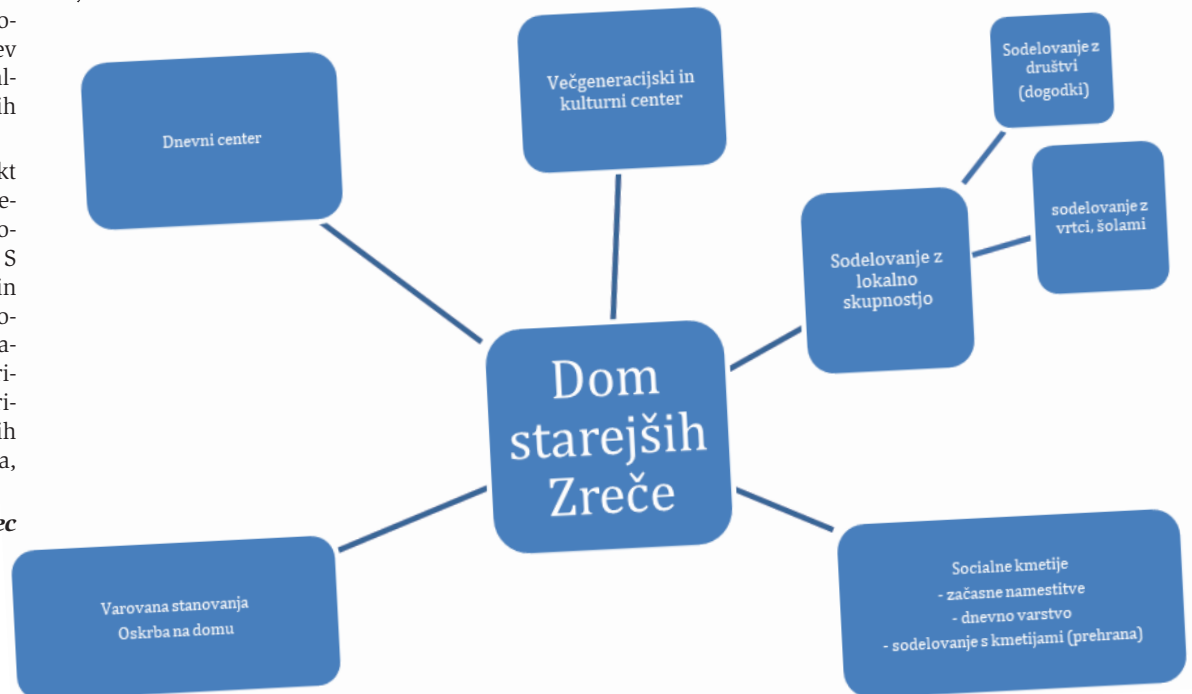 Dnevni center
Večgeneracijski in
kulturni center
Sodelovanje z
društvi
(dogodki)
sodelovanje z
vrtci, šolami
Sodelovanje z
lokalno
skupnostjo
Dom
starejših
Zreče
Varovana stanovanja
Oskrba na domu
Socialne kmetije
- začasne namestitve
- dnevno varstvo
- sodelovanje s kmetijami (prehrana)